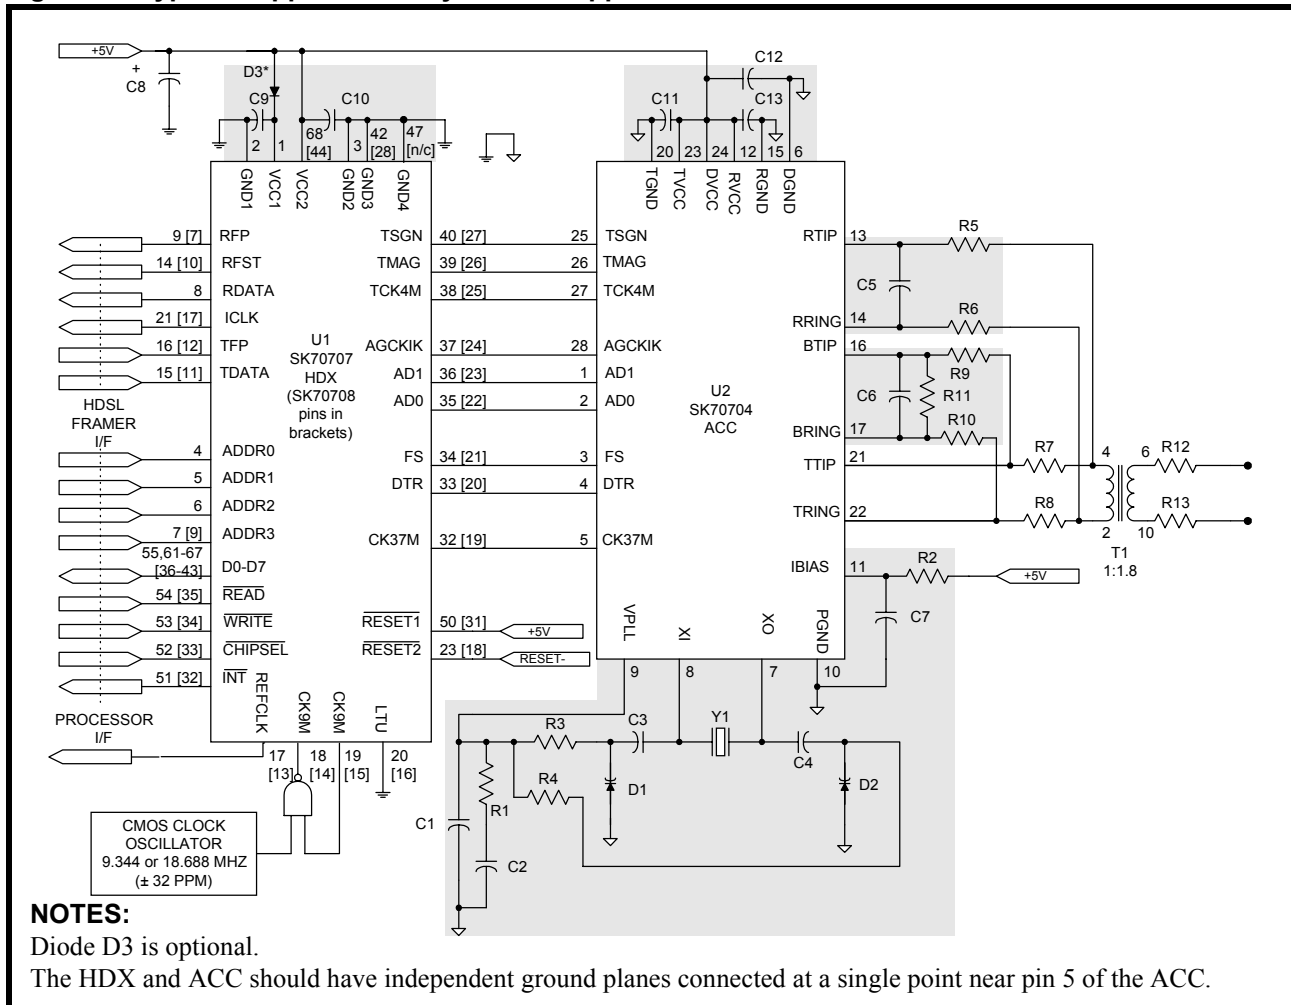 +5V
+
C8
D3*
C9
C10
2
1
68
[44]
3
42
[28]
47
[n/c]
GND1
VCC1
VCC2
GND2
GND3
GND4
C12
C11
C13
20
23
24
12
15
6
TGND
TVCC
DVCC
RVCC
RGND
DGND
9 [7] RFP
14 [10] RFST
8 RDATA
21 [17] ICLK
16 [12] TFP
15 [11] TDATA
HDSL
FRAMER
I/F
4 ADDR0
5 ADDR1
6 ADDR2
7 [9] ADDR3
55,61-67
[36-43] D0-D7
54 [35] READ
53 [34] WRITE
52 [33] CHIPSEL
51 [32] INT
PROCESSOR
I/F
U1
SK70707
HDX
(SK70708
pins in
brackets)
TSGN 40 [27]
TMAG 39 [26]
TCK4M 38 [25]
AGCKIK 37 [24]
AD1 36 [23]
AD0 35 [22]
FS 34 [21]
DTR 33 [20]
CK37M 32 [19]
RESET1 50 [31] +5V
RESET2 23 [18] RESET-
REFCLK
CK9M
CK9M
LTU
17
[13]
18
[14]
19
[15]
20
[16]
CMOS CLOCK
OSCILLATOR
9.344 or 18.688 MHZ
(± 32 PPM)
25 TSGN
26 TMAG
27 TCK4M
28 AGCKIK
1 AD1
2 AD0
3 FS
4 DTR
5 CK37M
U2
SK70704
ACC
RTIP 13
RRING 14
BTIP 16
BRING 17
TTIP 21
TRING 22
IBIAS 11
R5
C5
R6
R9
C6
R11
R10
R7
R8
4
2
6
10
R12
R13
T1
1:1.8
R2
+5V
C7
VPLL
XI
XO
PGND
9
8
7
10
R3
C3
Y1
C4
R4
D1
D2
R1
C1
C2
NOTES:
Diode D3 is optional.
The HDX and ACC should have independent ground planes connected at a single point near pin 5 of the ACC.